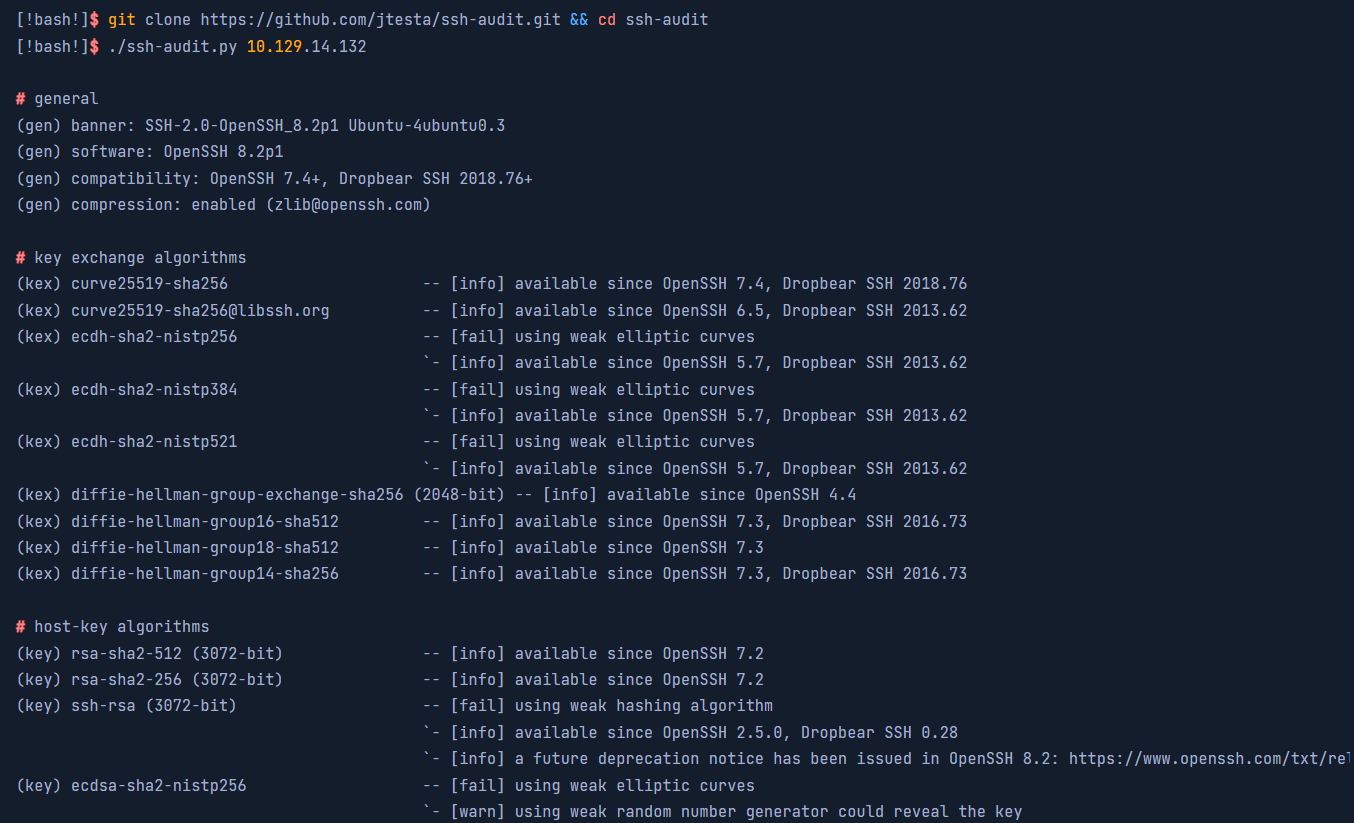 [!bash!]$ git clone https://github.com/jtesta/ssh-audit.git && cd ssh-audit
[!bash!]$ ./ssh-audit.py 10.129.14.132
# general
(gen) banner: SSH-2.0-OpenSSH_8.2p1 Ubuntu-4ubuntu0.3
(gen) software: OpenSSH 8.2p1
(gen) compatibility: OpenSSH 7.4+, Dropbear SSH 2018.76+
(gen) compression: enabled (zlib@openssh.com)
# key exchange algorithms
(kex) curve25519-sha256 -- [info] available since OpenSSH 7.4, Dropbear SSH 2018.76
(kex) curve25519-sha256@libssh.org -- [info] available since OpenSSH 6.5, Dropbear SSH 2013.62
(kex) ecdh-sha2-nistp256 -- [fail] using weak elliptic curves
`- [info] available since OpenSSH 5.7, Dropbear SSH 2013.62
(kex) ecdh-sha2-nistp384 -- [fail] using weak elliptic curves
`- [info] available since OpenSSH 5.7, Dropbear SSH 2013.62
(kex) ecdh-sha2-nistp521 -- [fail] using weak elliptic curves
`- [info] available since OpenSSH 5.7, Dropbear SSH 2013.62
(kex) diffie-hellman-group-exchange-sha256 (2048-bit) -- [info] available since OpenSSH 4.4
(kex) diffie-hellman-group16-sha512 -- [info] available since OpenSSH 7.3, Dropbear SSH 2016.73
(kex) diffie-hellman-group18-sha512 -- [info] available since OpenSSH 7.3
(kex) diffie-hellman-group14-sha256 -- [info] available since OpenSSH 7.3, Dropbear SSH 2016.73
# host-key algorithms
(key) rsa-sha2-512 (3072-bit) -- [info] available since OpenSSH 7.2
(key) rsa-sha2-256 (3072-bit) -- [info] available since OpenSSH 7.2
(key) ssh-rsa (3072-bit) -- [fail] using weak hashing algorithm
`- [info] available since OpenSSH 2.5.0, Dropbear SSH 0.28
`- [info] a future deprecation notice has been issued in OpenSSH 8.2: https://www.openssh.com/txt/rel
(key) ecdsa-sha2-nistp256 -- [fail] using weak elliptic curves
`- [warn] using weak random number generator could reveal the key